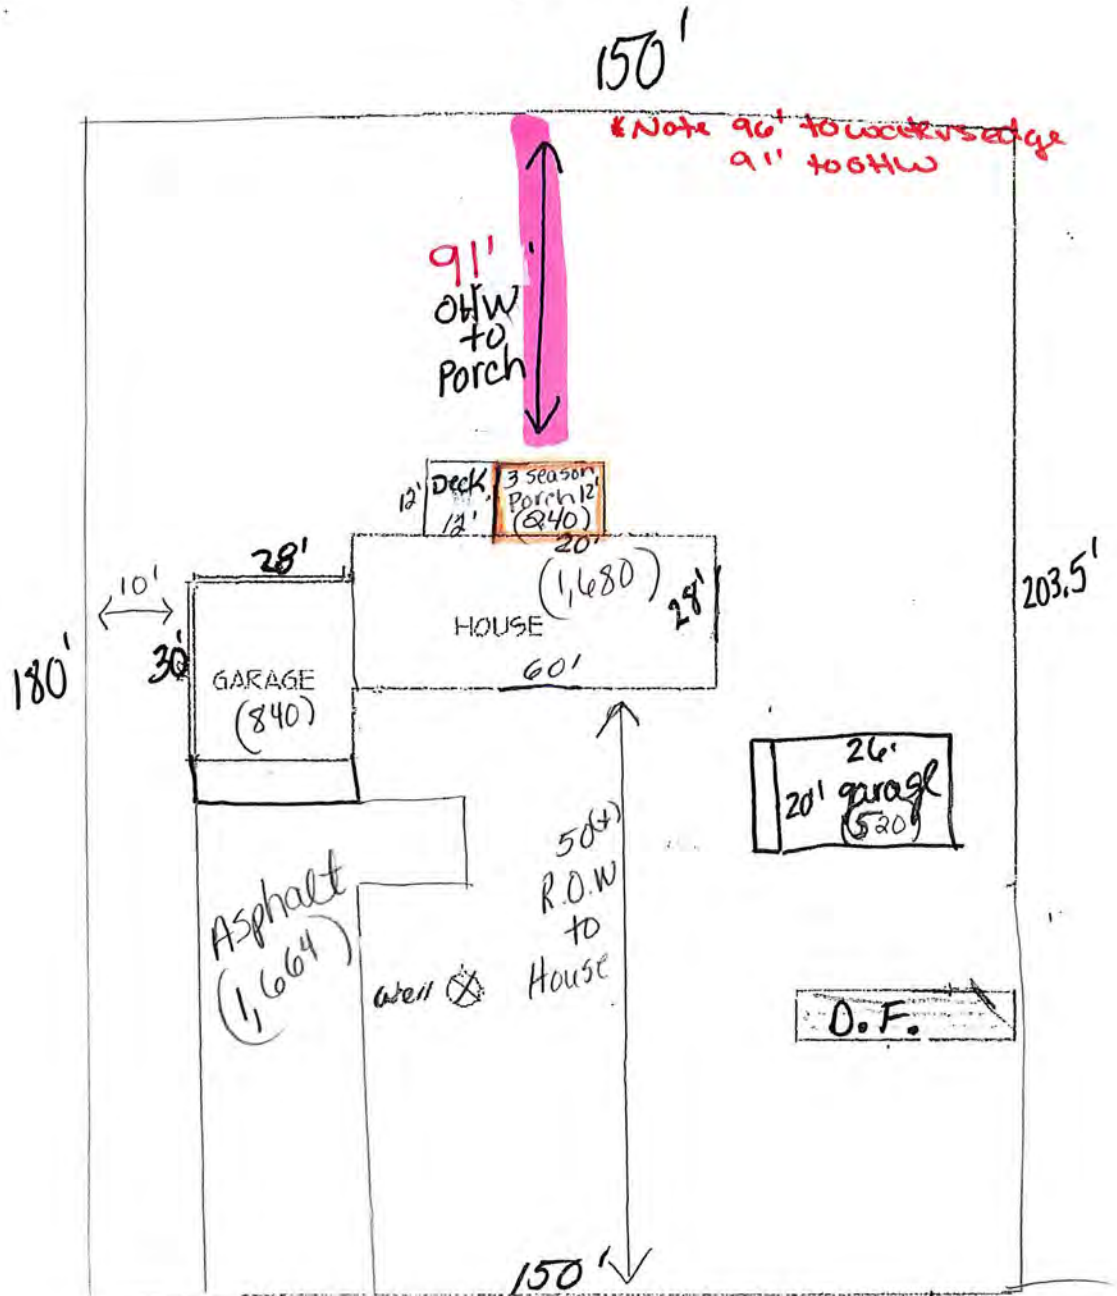 150'
*Note 96' to watersedge
91' to OHW
91'
OHW
to
Porch
12'
Deck
12'
3 season
Porch 12'
(240)
20'
28'
(1,680)
28'
10'
HOUSE
203.5'
180'
30'
GARAGE
60'
(840)
26'
20' garage
(520)
50(+)
R.O.W
to
House
Asphalt
(1,664)
well
D.F.
150'